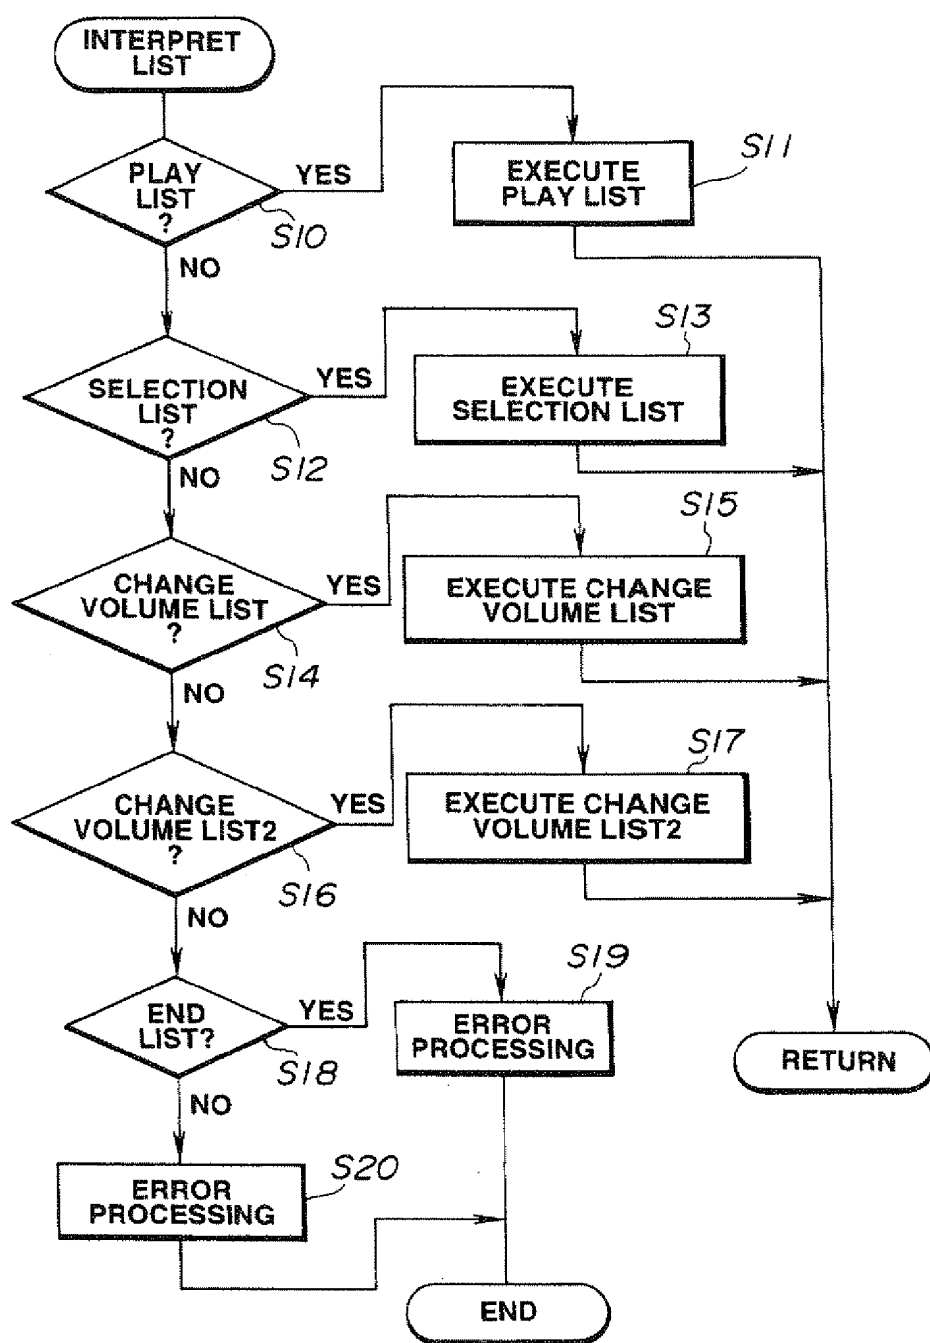 INTERPRET
LIST
PLAY
LIST
?
YES
S10
NO
EXECUTE
PLAY LIST
S11
SELECTION
LIST
?
YES
S12
NO
S13
EXECUTE
SELECTION LIST
CHANGE
VOLUME LIST
?
YES
S14
NO
S15
EXECUTE CHANGE
VOLUME LIST
CHANGE
VOLUME LIST2
?
YES
S16
NO
S17
EXECUTE CHANGE
VOLUME LIST2
END
LIST?
YES
S18
NO
S19
ERROR
PROCESSING
RETURN
S20
ERROR
PROCESSING
END